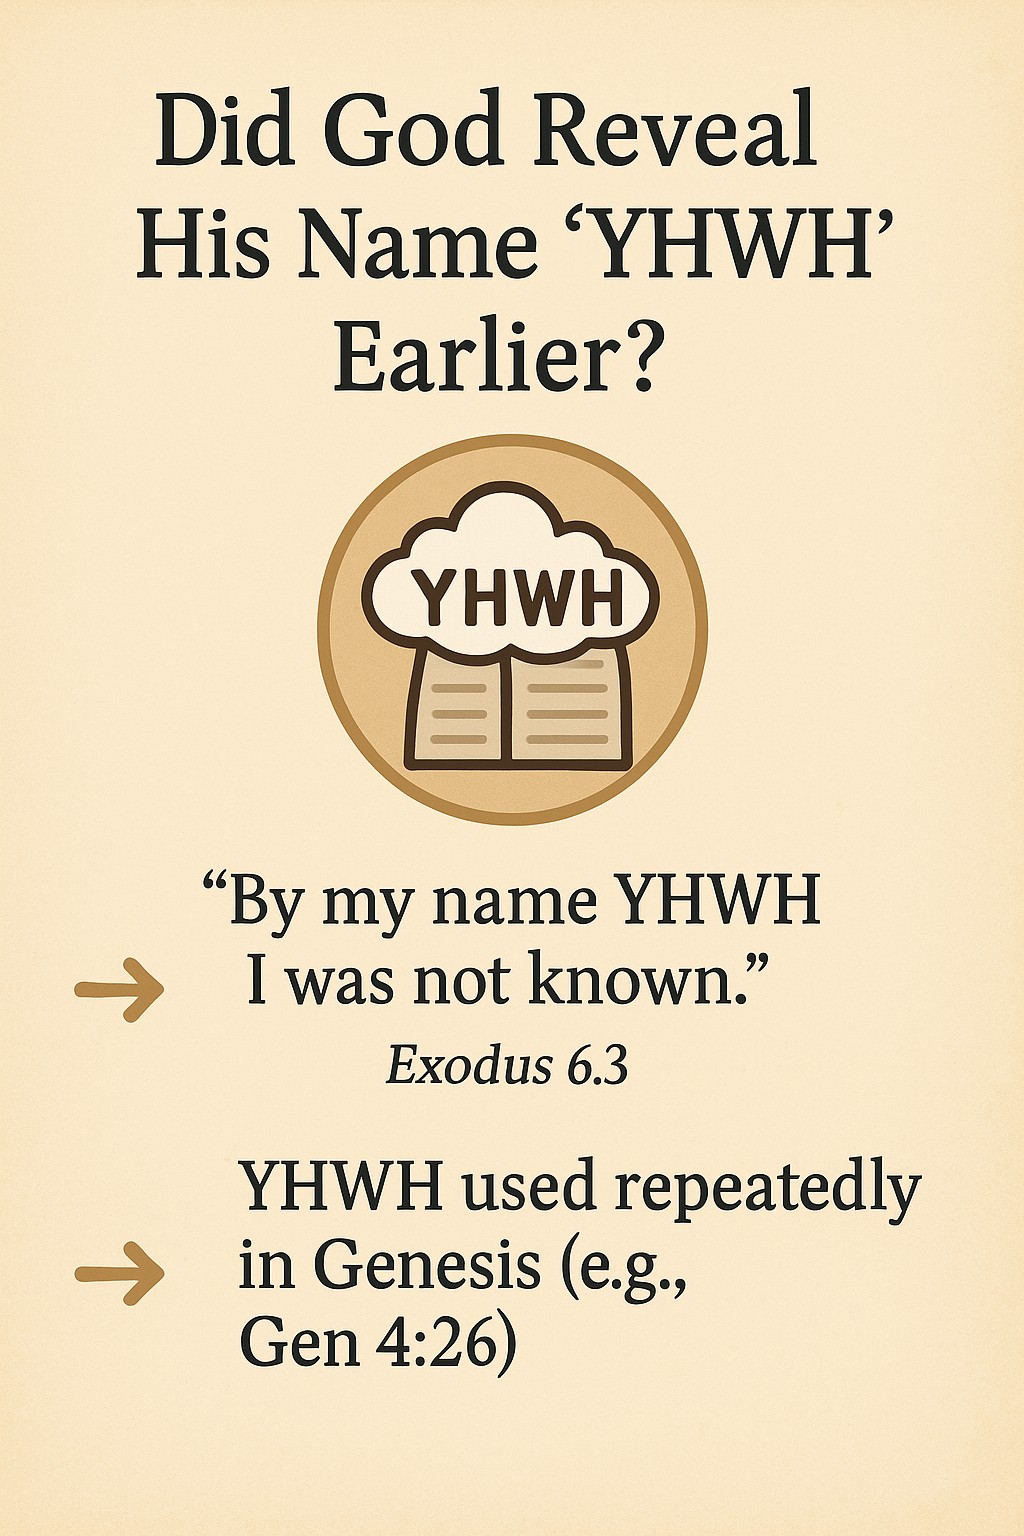 Did God Reveal
His Name ‘YHWH’
Earlier?
YHWH
“By my name YHWH
I was not known.”
Exodus 6.3
YHWH used repeatedly
in Genesis (e.g.,
Gen 4:26)